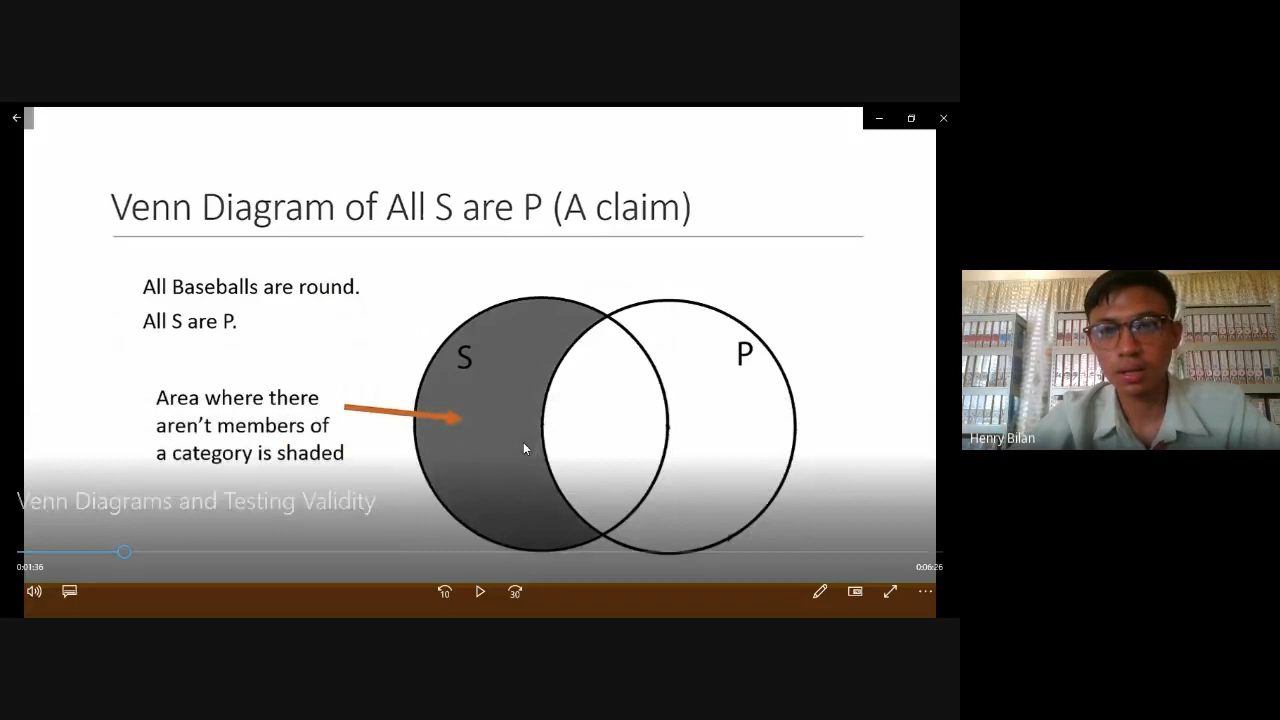 Venn Diagram of All S are P (A claim)
All Baseballs are round.
All S are P.
S
P
Area where there
aren't members of
a category is shaded
Venn Diagrams and Testing Validity
0:01:36
0:06:26
10
30
Henry Bilan